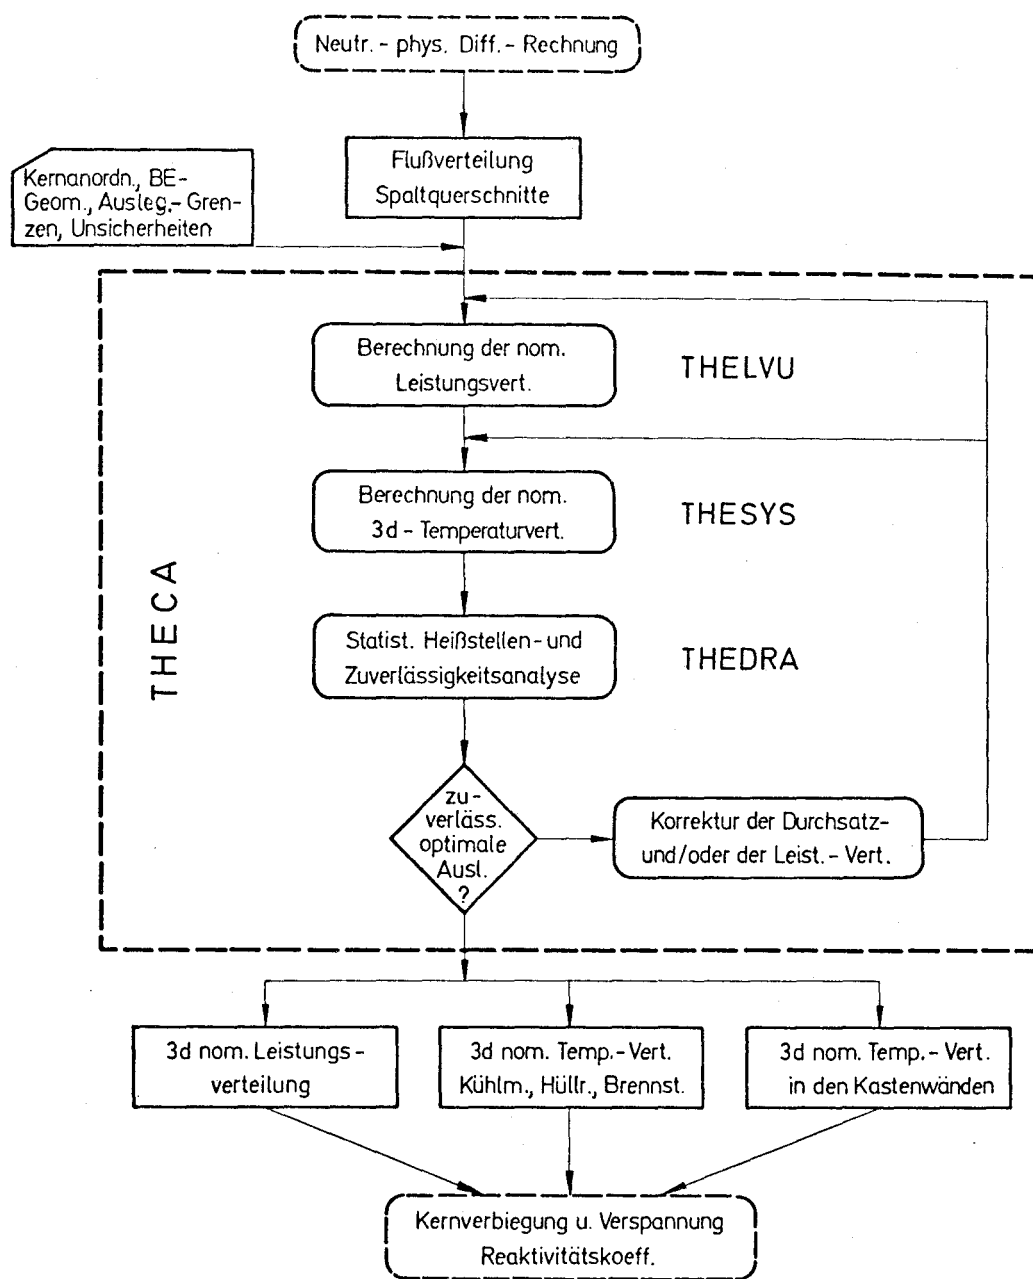 Neutr.- phys. Diff.- Rechnung
Flußverteilung
Spaltquerschnitte
Kernanordn., BE-
Geom., Ausleg.- Gren-
zen, Unsicherheiten
Berechnung der nom.
Leistungsvert.
THELVU
Berechnung der nom.
3d - Temperaturvert.
THESYS
THECA
Statist. Heißstellen- und
Zuverlässigkeitsanalyse
THEDRA
zu-
verläss.
optimale
Ausl.
?
Korrektur der Durchsatz-
und/oder der Leist.- Vert.
3d nom. Leistungs-
verteilung
3d nom. Temp.- Vert.
Kühlm., Hüllr., Brennst.
3d nom. Temp.- Vert.
in den Kastenwänden
Kernverbiegung u. Verspannung
Reaktivitätskoeff.